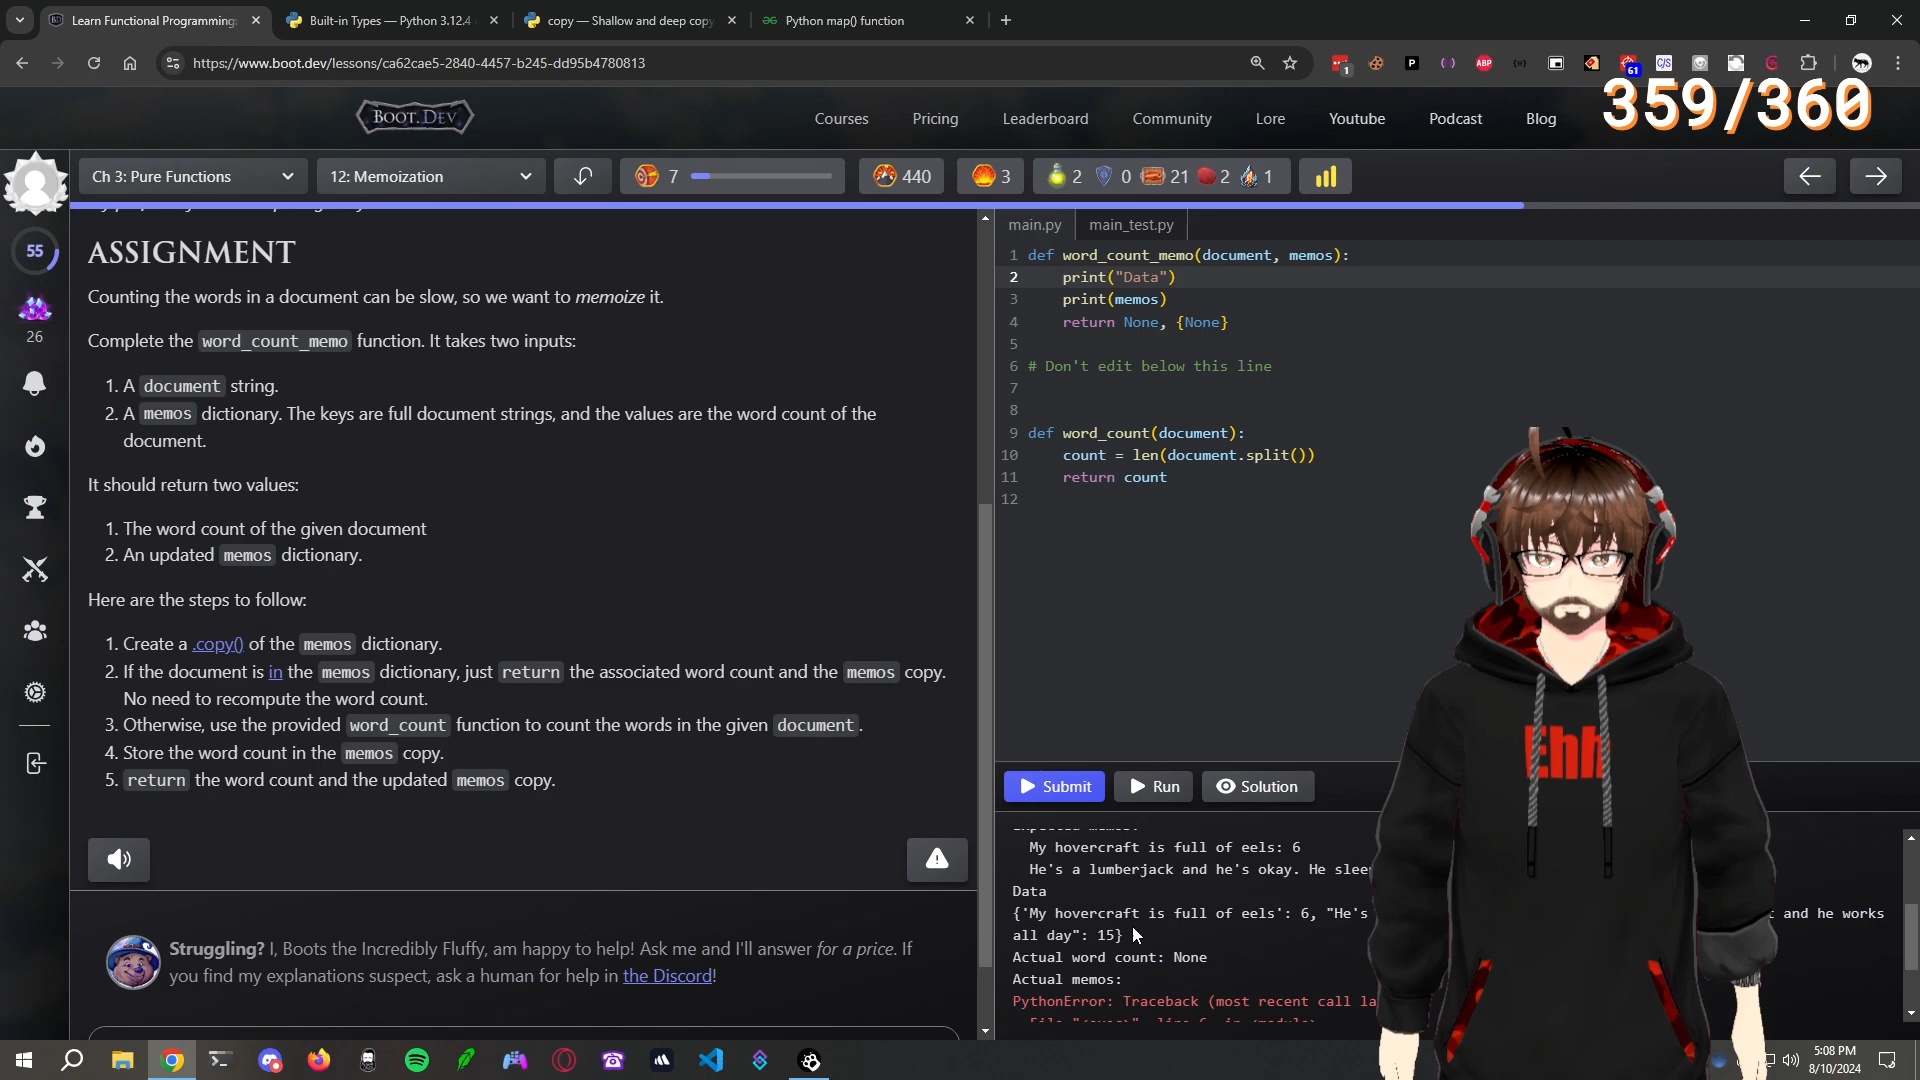 Learn Functional Programming:
Built-in Types — Python 3.12.4
copy — Shallow and deep copy
Python map() function
https://www.boot.dev/lessons/ca62cae5-2840-4457-b245-dd95b4780813
1
P
ABP
61
359/360
BOOT.DEV
Courses
Pricing
Leaderboard
Community
Lore
Youtube
Podcast
Blog
Ch 3: Pure Functions
12: Memoization
7
440
3
2
0
21
2
1
55
26
ASSIGNMENT
Counting the words in a document can be slow, so we want to memoize it.
Complete the word_count_memo function. It takes two inputs:
1. A document string.
2. A memos dictionary. The keys are full document strings, and the values are the word count of the
document.
It should return two values:
1. The word count of the given document
2. An updated memos dictionary.
Here are the steps to follow:
1. Create a .copy() of the memos dictionary.
2. If the document is in the memos dictionary, just return the associated word count and the memos copy.
No need to recompute the word count.
3. Otherwise, use the provided word_count function to count the words in the given document.
4. Store the word count in the memos copy.
5. return the word count and the updated memos copy.
Struggling? I, Boots the Incredibly Fluffy, am happy to help! Ask me and I'll answer for a price. If
you find my explanations suspect, ask a human for help in the Discord!
main.py
main_test.py
1 def word_count_memo(document, memos):
2 print("Data")
3 print(memos)
4 return None, {None}
5
6 # Don't edit below this line
7
8
9 def word_count(document):
10 count = len(document.split())
11 return count
12
Submit
Run
Solution
My hovercraft is full of eels: 6
He's a lumberjack and he's okay. He
Data
{'My hovercraft is full of eels': 6, "He's and he works
all day": 15}
Actual word count: None
Actual memos:
PythonError: Traceback (most recent call
Ehh
5:08 PM
8/10/2024